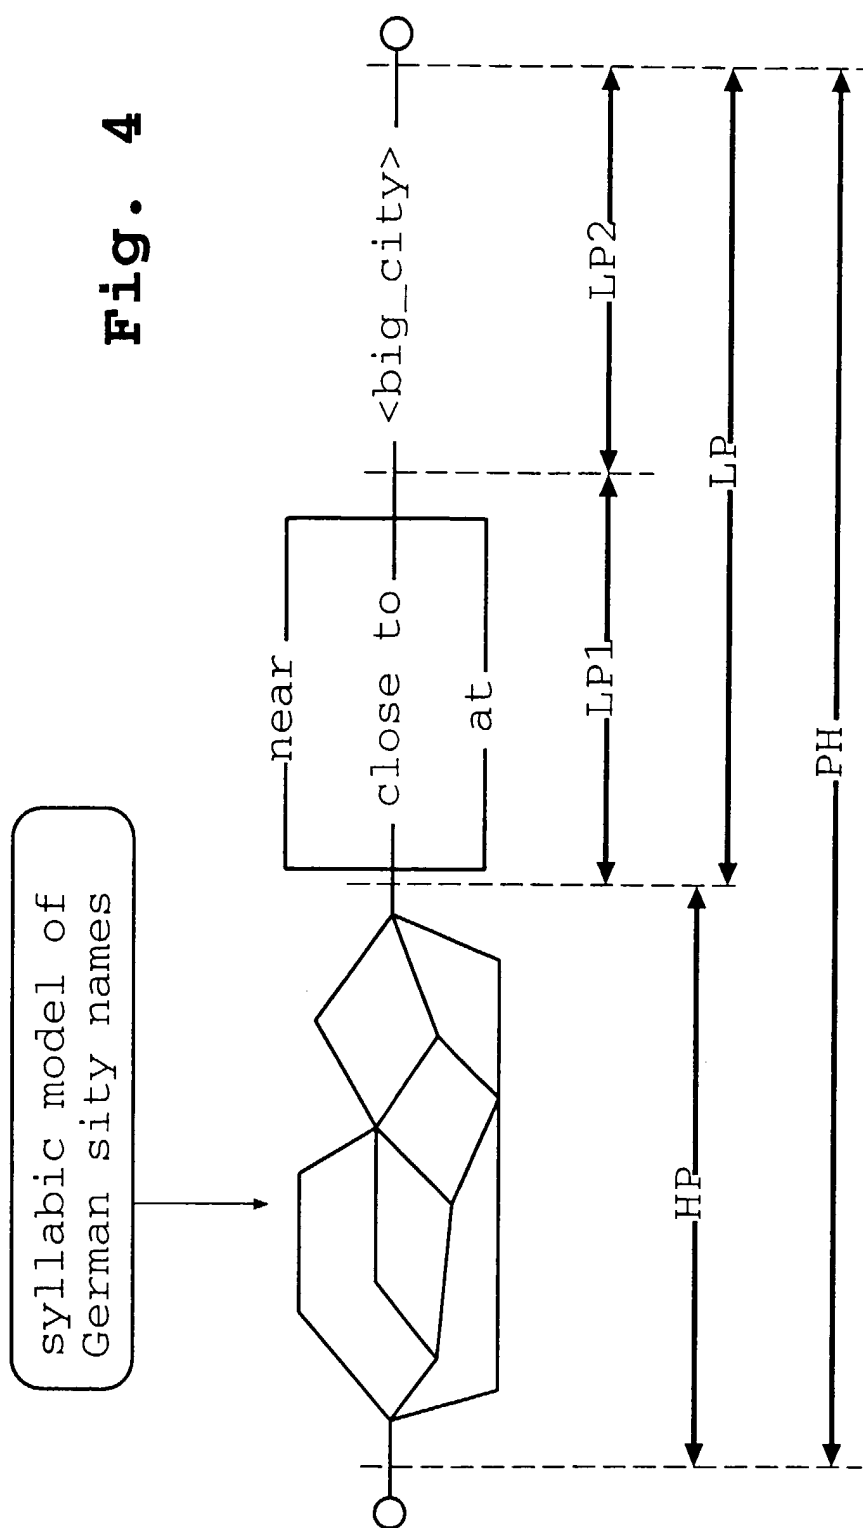 Fig. 4
syllabic model of
German sity names
near
close to
at
<big_city>
LP1
LP2
HP
LP
PH